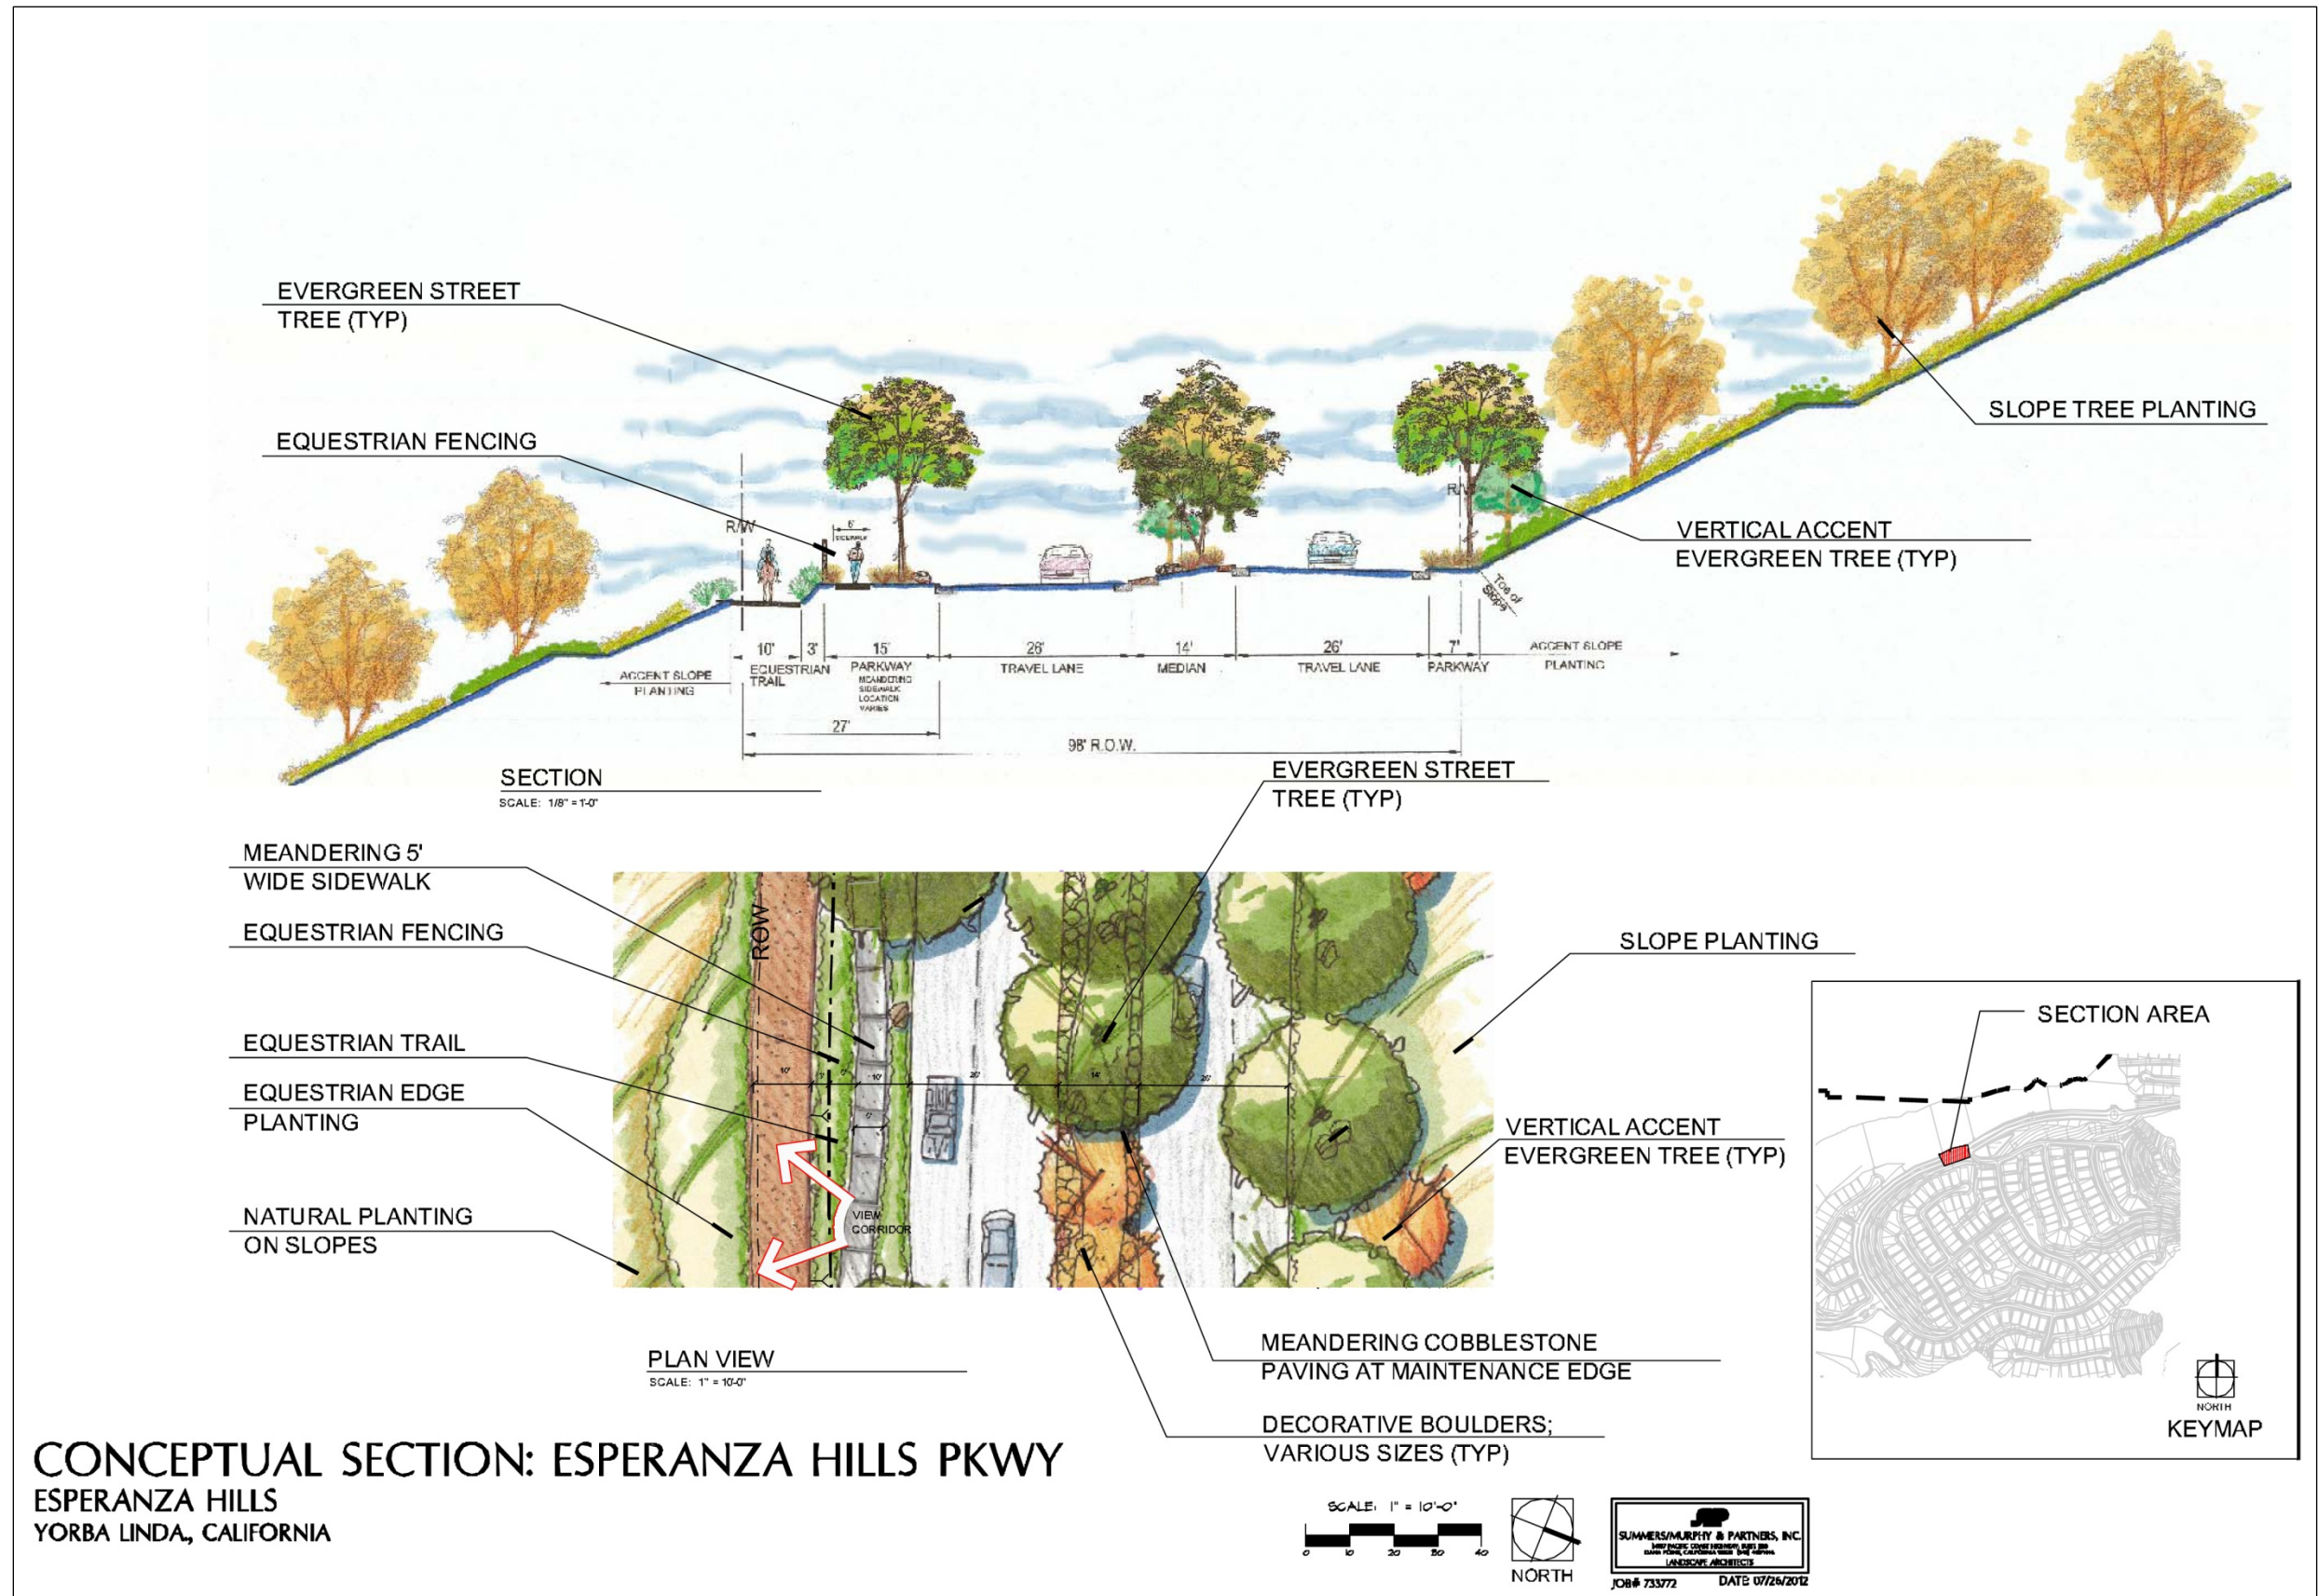 EVERGREEN STREET
TREE (TYP)
EQUESTRIAN FENCING
SLOPE TREE PLANTING
VERTICAL ACCENT
EVERGREEN TREE (TYP)
R/W
6'
SIDEWALK
R/W
Toe of
Slope
10'
3'
15'
26'
14'
26'
7'
EQUESTRIAN
TRAIL
PARKWAY
MEANDERING
SIDEWALK
LOCATION
VARIES
TRAVEL LANE
MEDIAN
TRAVEL LANE
PARKWAY
ACCENT SLOPE
PLANTING
ACCENT SLOPE
PLANTING
27'
98' R.O.W.
SECTION
SCALE: 1/8" = 1'-0"
EVERGREEN STREET
TREE (TYP)
MEANDERING 5'
WIDE SIDEWALK
EQUESTRIAN FENCING
EQUESTRIAN TRAIL
EQUESTRIAN EDGE
PLANTING
NATURAL PLANTING
ON SLOPES
ROW
10'
10'
26'
14'
26'
VIEW
CORRIDOR
SLOPE PLANTING
VERTICAL ACCENT
EVERGREEN TREE (TYP)
MEANDERING COBBLESTONE
PAVING AT MAINTENANCE EDGE
DECORATIVE BOULDERS;
VARIOUS SIZES (TYP)
PLAN VIEW
SCALE: 1" = 10'-0"
SECTION AREA
NORTH
KEYMAP
CONCEPTUAL SECTION: ESPERANZA HILLS PKWY
ESPERANZA HILLS
YORBA LINDA, CALIFORNIA
SCALE: 1" = 10'-0"
0 10 20 30 40
NORTH
SUMMERS/MURPHY & PARTNERS, INC.
LANDSCAPE ARCHITECTS
JOB# 733772
DATE: 07/26/2012